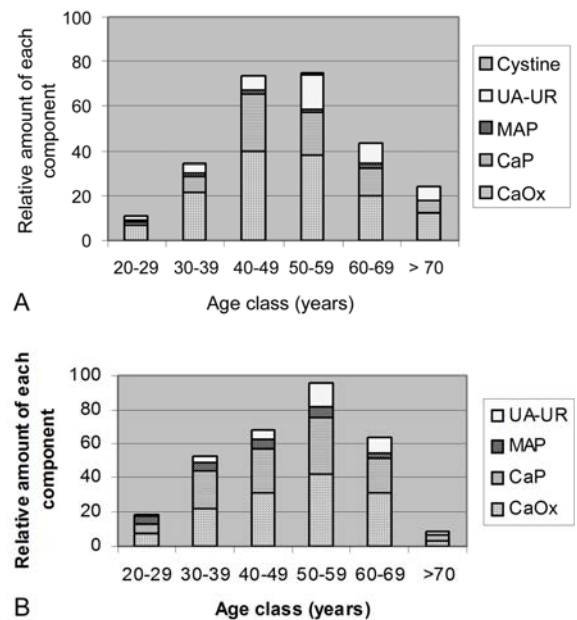 Relative amount of each
component
100
80
60
40
20
0
20-29 30-39 40-49 50-59 60-69 > 70
Age class (years)
Cystine
UA-UR
MAP
CaP
CaOx
A
Relative amount of each
component
100
80
60
40
20
0
20-29 30-39 40-49 50-59 60-69 >70
Age class (years)
UA-UR
MAP
CaP
CaOx
B